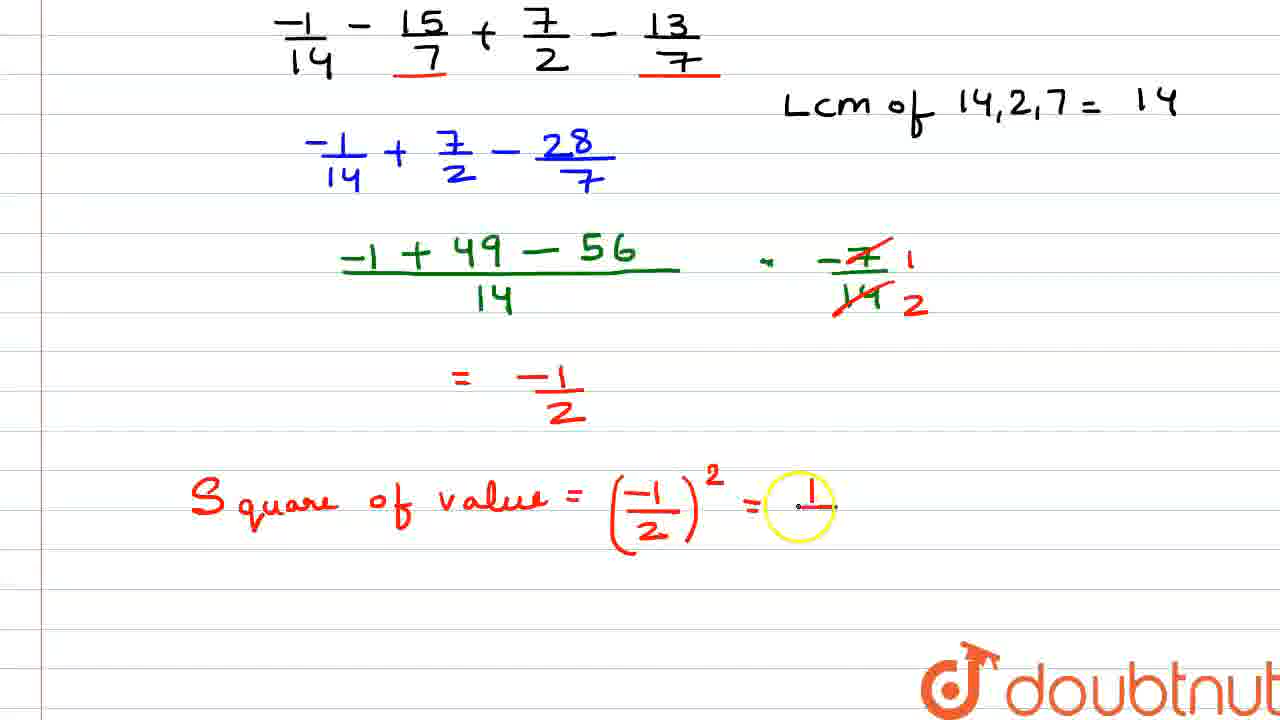 -1/14 - 15/7 + 7/2 - 13/7
Lcm of 14,2,7 = 14
-1/14 + 7/2 - 28/7
-1 + 49 - 56/14 · -7/14 1/2
= -1/2
Square of value = (-1/2)² = 1/
doubtnut